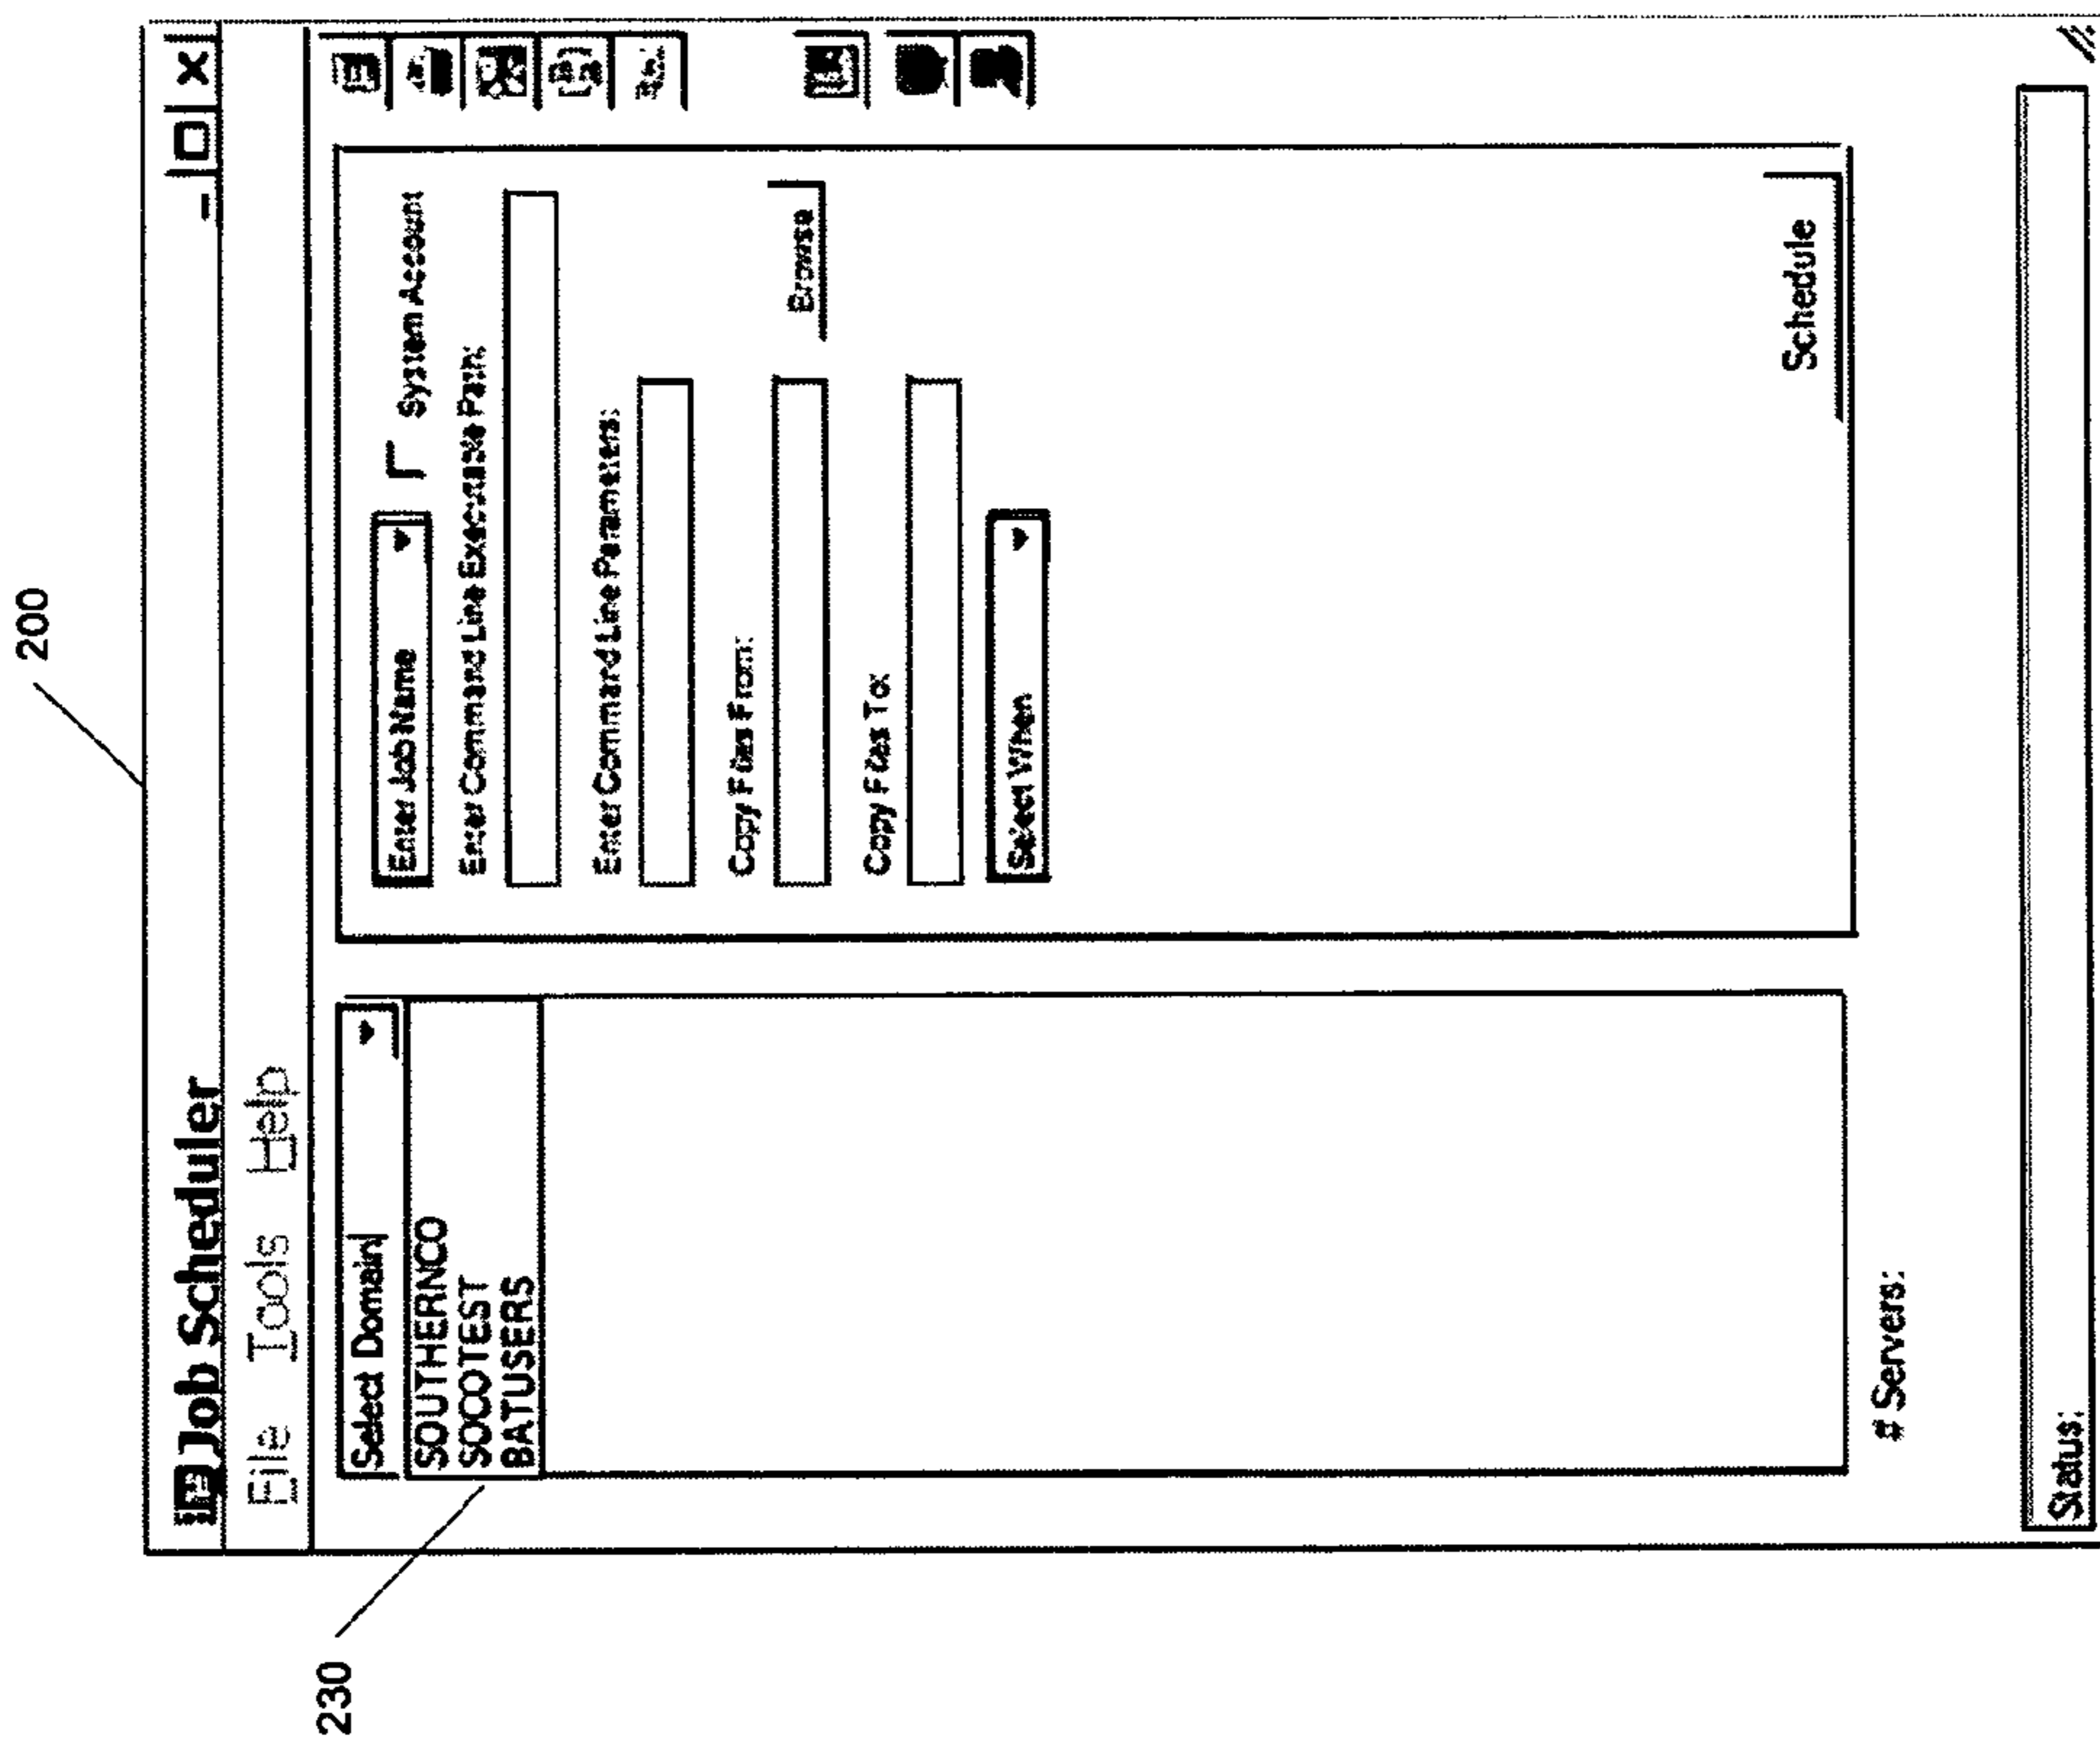 200
Job Scheduler
File Tools Help
Select Domain
SOUTHERNCO
SOCOTEST
BATUSERS
# Servers:
Enter Job Name
System Account
Enter Command Line Executable Path:
Enter Command Line Parameters:
Copy Files From:
Browse
Copy Files To:
Select When
Schedule
Status:
230